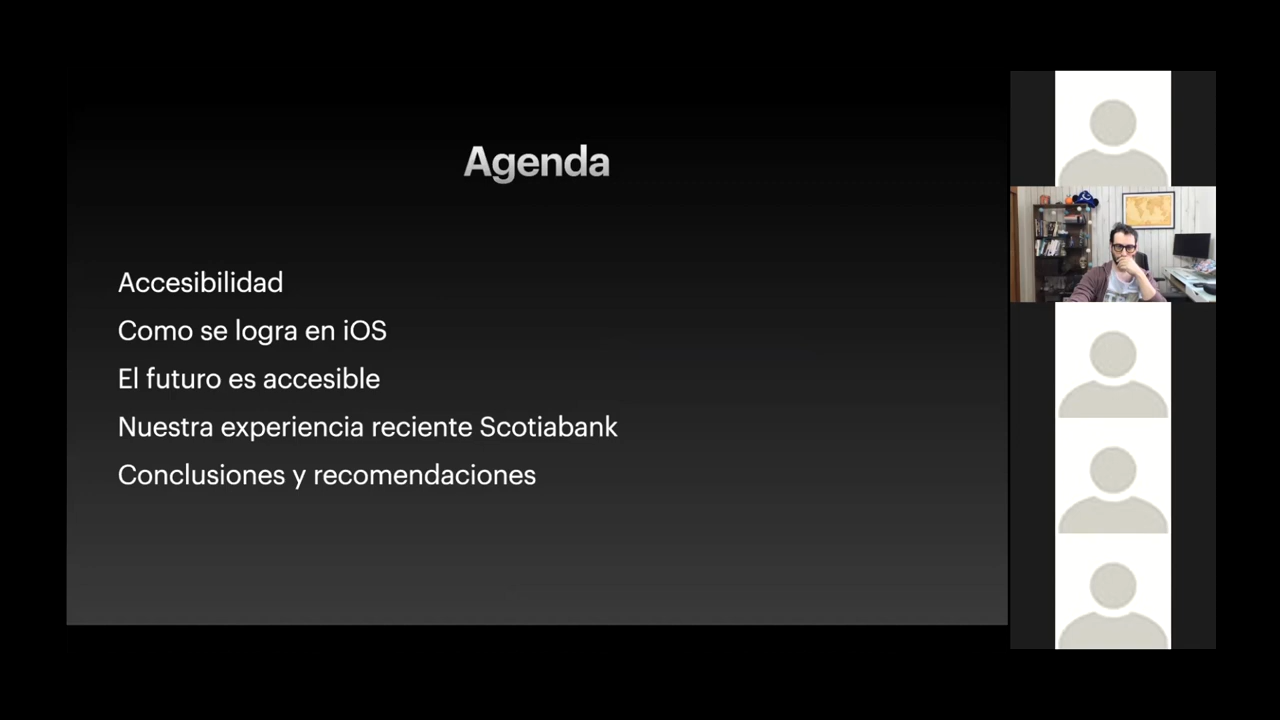 Agenda
Accesibilidad
Como se logra en iOS
El futuro es accesible
Nuestra experiencia reciente Scotiabank
Conclusiones y recomendaciones